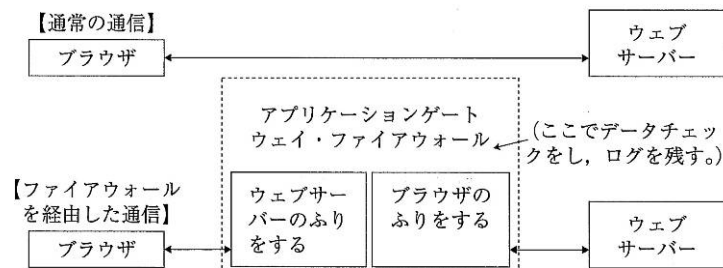 【通常の通信】
ブラウザ
ウェブ
サーバー
アプリケーションゲート
ウェイ・ファイアウォール
(ここでデータチェッ
クをし，ログを残す。)
【ファイアウォール
を経由した通信】
ブラウザ
ウェブサー
バーのふり
をする
ブラウザの
ふりをする
ウェブ
サーバー